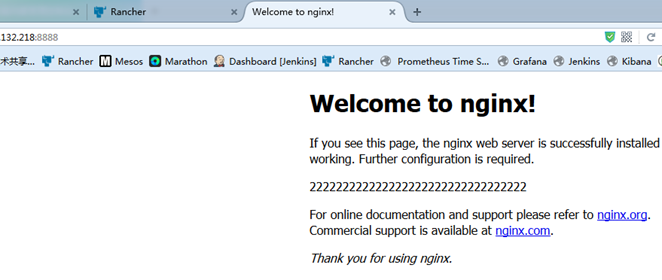 Rancher
Welcome to nginx!
.132.218:8888
术共享... Rancher Mesos Marathon Dashboard [Jenkins] Rancher Prometheus Time S... Grafana Jenkins Kibana
Welcome to nginx!
If you see this page, the nginx web server is successfully installed
working. Further configuration is required.
For online documentation and support please refer to nginx.org.
Commercial support is available at nginx.com.
Thank you for using nginx.